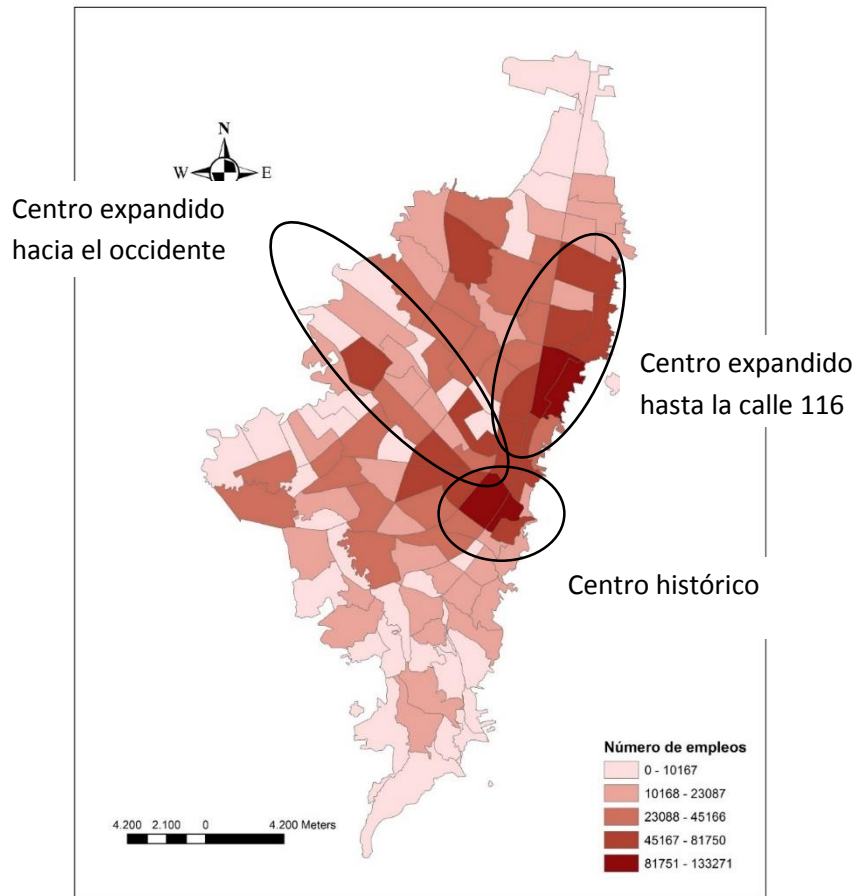 N
W E
Centro expandido
hacia el occidente
Centro expandido
hasta la calle 116
Centro histórico
Número de empleos
0 - 10167
10168 - 23087
23088 - 45166
45167 - 81750
81751 - 133271
4.200 2.100 0 4.200 Meters